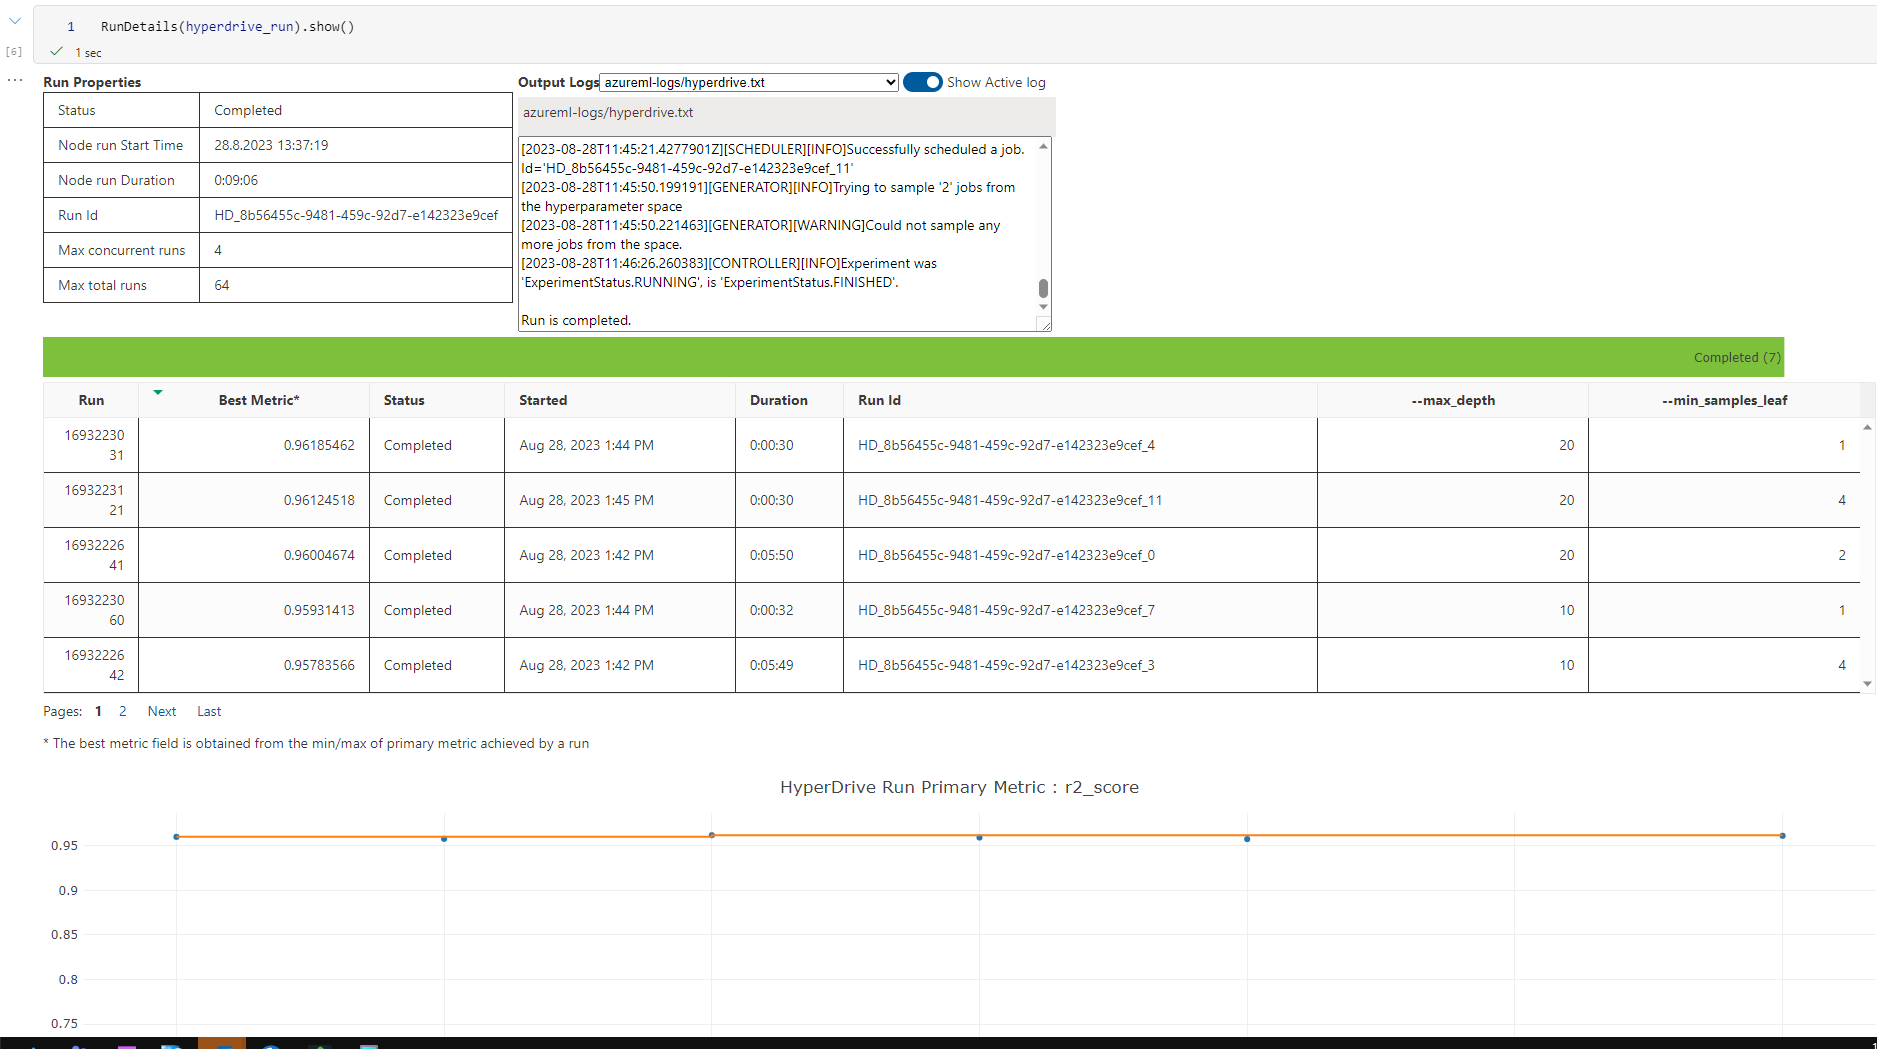 1 RunDetails(hyperdrive_run).show()
[6]
1 sec
Run Properties
Status Completed
Node run Start Time 28.8.2023 13:37:19
Node run Duration 0:09:06
Run Id HD_8b56455c-9481-459c-92d7-e142323e9cef
Max concurrent runs 4
Max total runs 64
Output Logs azureml-logs/hyperdrive.txt Show Active log
azureml-logs/hyperdrive.txt
[2023-08-28T11:45:21.4277901Z][SCHEDULER][INFO]Successfully scheduled a job.
Id='HD_8b56455c-9481-459c-92d7-e142323e9cef_11'
[2023-08-28T11:45:50.199191][GENERATOR][INFO]Trying to sample '2' jobs from
the hyperparameter space
[2023-08-28T11:45:50.221463][GENERATOR][WARNING]Could not sample any
more jobs from the space.
[2023-08-28T11:46:26.260383][CONTROLLER][INFO]Experiment was
'ExperimentStatus.RUNNING', is 'ExperimentStatus.FINISHED'.
Run is completed.
Completed (7)
Run Best Metric* Status Started Duration Run Id --max_depth --min_samples_leaf
16932230
31 0.96185462 Completed Aug 28, 2023 1:44 PM 0:00:30 HD_8b56455c-9481-459c-92d7-e142323e9cef_4 20 1
16932231
21 0.96124518 Completed Aug 28, 2023 1:45 PM 0:00:30 HD_8b56455c-9481-459c-92d7-e142323e9cef_11 20 4
16932226
41 0.96004674 Completed Aug 28, 2023 1:42 PM 0:05:50 HD_8b56455c-9481-459c-92d7-e142323e9cef_0 20 2
16932230
60 0.95931413 Completed Aug 28, 2023 1:44 PM 0:00:32 HD_8b56455c-9481-459c-92d7-e142323e9cef_7 10 1
16932226
42 0.95783566 Completed Aug 28, 2023 1:42 PM 0:05:49 HD_8b56455c-9481-459c-92d7-e142323e9cef_3 10 4
Pages: 1 2 Next Last
* The best metric field is obtained from the min/max of primary metric achieved by a run
HyperDrive Run Primary Metric : r2_score
0.95
0.9
0.85
0.8
0.75